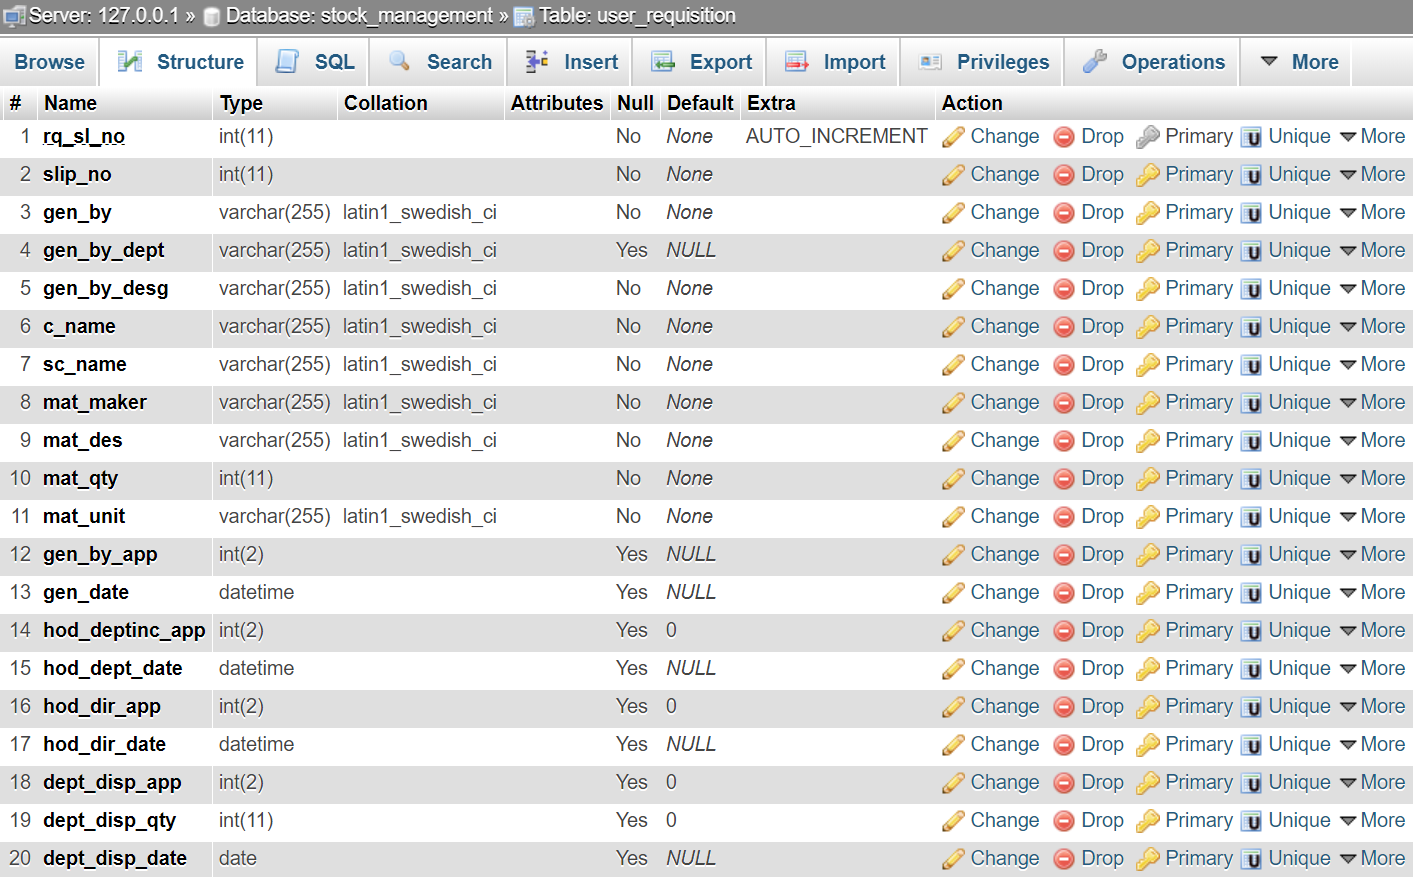 Server: 127.0.0.1 » Database: stock_management » Table: user_requisition
Browse Structure SQL Search Insert Export Import Privileges Operations More
# Name Type Collation Attributes Null Default Extra Action
1 rq_sl_no int(11) No None AUTO_INCREMENT Change Drop Primary Unique More
2 slip_no int(11) No None Change Drop Primary Unique More
3 gen_by varchar(255) latin1_swedish_ci No None Change Drop Primary Unique More
4 gen_by_dept varchar(255) latin1_swedish_ci Yes NULL Change Drop Primary Unique More
5 gen_by_desg varchar(255) latin1_swedish_ci No None Change Drop Primary Unique More
6 c_name varchar(255) latin1_swedish_ci No None Change Drop Primary Unique More
7 sc_name varchar(255) latin1_swedish_ci No None Change Drop Primary Unique More
8 mat_maker varchar(255) latin1_swedish_ci No None Change Drop Primary Unique More
9 mat_des varchar(255) latin1_swedish_ci No None Change Drop Primary Unique More
10 mat_qty int(11) No None Change Drop Primary Unique More
11 mat_unit varchar(255) latin1_swedish_ci No None Change Drop Primary Unique More
12 gen_by_app int(2) Yes NULL Change Drop Primary Unique More
13 gen_date datetime Yes NULL Change Drop Primary Unique More
14 hod_deptinc_app int(2) Yes 0 Change Drop Primary Unique More
15 hod_dept_date datetime Yes NULL Change Drop Primary Unique More
16 hod_dir_app int(2) Yes 0 Change Drop Primary Unique More
17 hod_dir_date datetime Yes NULL Change Drop Primary Unique More
18 dept_disp_app int(2) Yes 0 Change Drop Primary Unique More
19 dept_disp_qty int(11) Yes 0 Change Drop Primary Unique More
20 dept_disp_date date Yes NULL Change Drop Primary Unique More